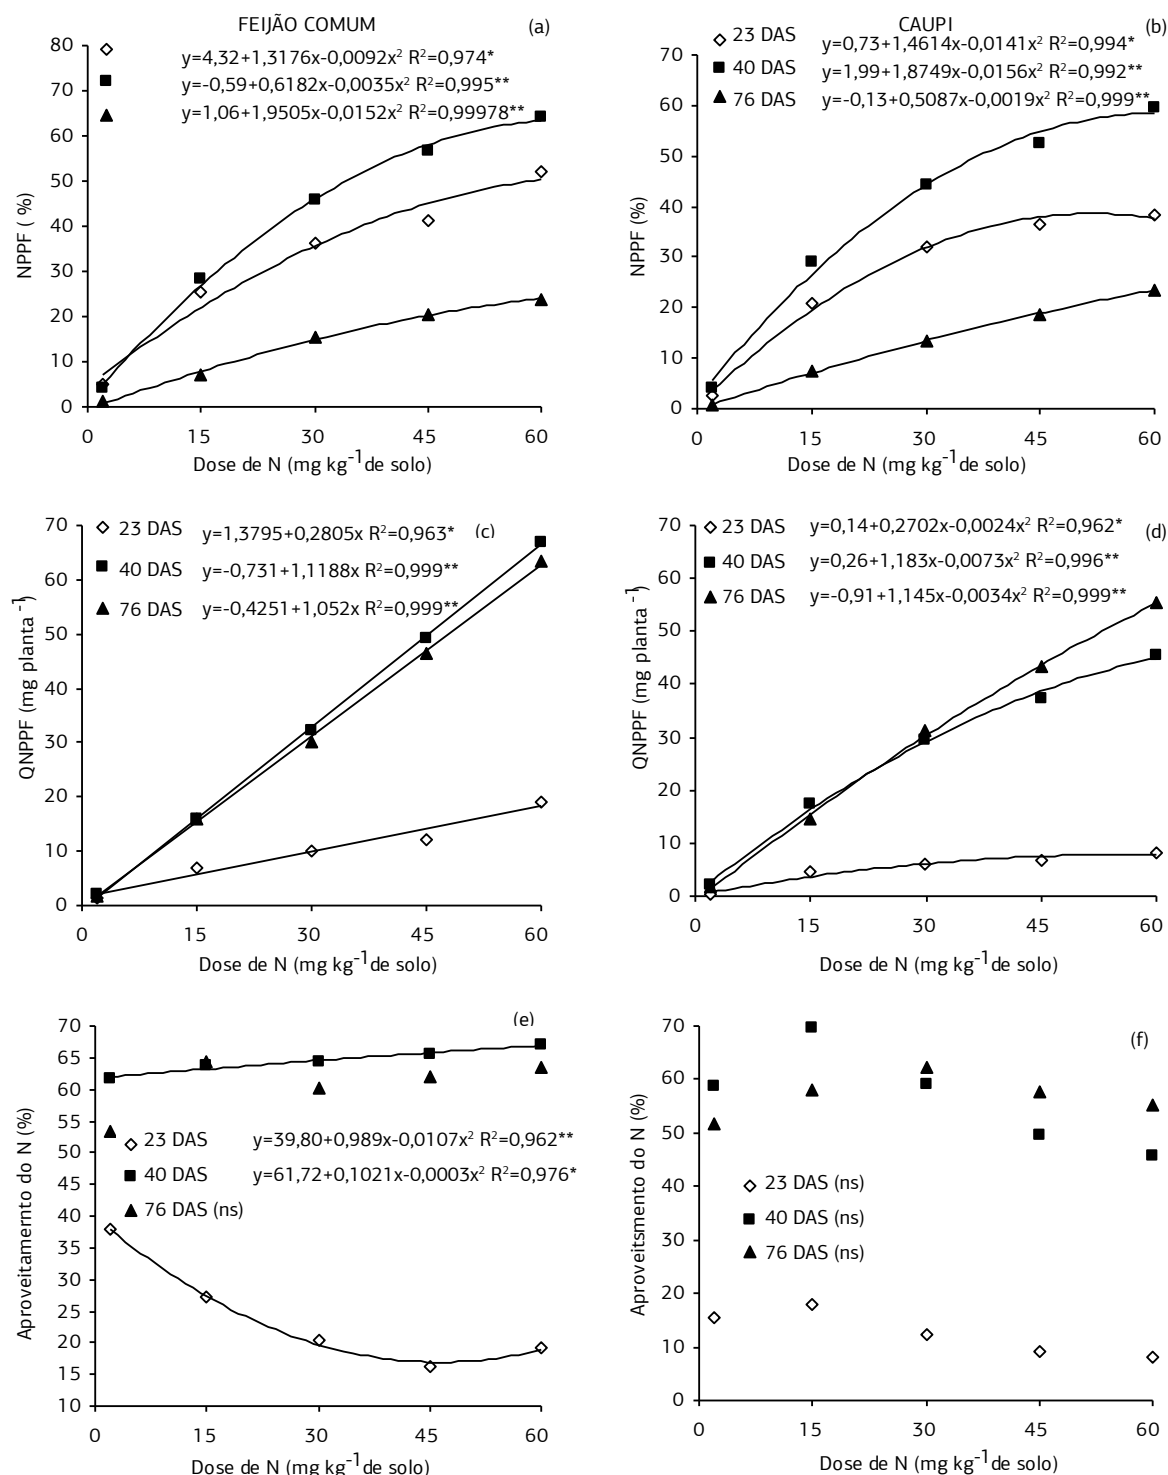 FEIJÃO COMUM
(a)
80
70
60
50
40
30
20
10
0
NPPF ( %)
y=4,32+1,3176x-0,0092x² R²=0,974*
y=-0,59+0,6182x-0,0035x² R²=0,995**
y=1,06+1,9505x-0,0152x² R²=0,99978**
0 15 30 45 60
Dose de N (mg kg⁻¹de solo)
CAUPI
(b)
70
60
50
40
30
20
10
0
NPPF (%)
23 DAS y=0,73+1,4614x-0,0141x² R²=0,994*
40 DAS y=1,99+1,8749x-0,0156x² R²=0,992**
76 DAS y=-0,13+0,5087x-0,0019x² R²=0,999**
0 15 30 45 60
Dose de N (mg kg⁻¹de solo)
(c)
70
60
50
40
30
20
10
0
QNPPF (mg planta ⁻¹)
23 DAS y=1,3795+0,2805x R²=0,963*
40 DAS y=-0,731+1,1188x R²=0,999**
76 DAS y=-0,4251+1,052x R²=0,999**
0 15 30 45 60
Dose de N (mg kg⁻¹de solo)
(d)
70
60
50
40
30
20
10
0
QNPPF (mg planta ⁻¹)
23 DAS y=0,14+0,2702x-0,0024x² R²=0,962*
40 DAS y=0,26+1,183x-0,0073x² R²=0,996**
76 DAS y=-0,91+1,145x-0,0034x² R²=0,999**
0 15 30 45 60
Dose de N (mg kg⁻¹de solo)
(e)
70
65
60
55
50
45
40
35
30
25
20
15
10
Aproveitamernto do N (%)
23 DAS y=39,80+0,989x-0,0107x² R²=0,962**
40 DAS y=61,72+0,1021x-0,0003x² R²=0,976*
76 DAS (ns)
0 15 30 45 60
Dose de N (mg kg⁻¹de solo)
(f)
70
60
50
40
30
20
10
0
Aproveitsmento do N (%)
23 DAS (ns)
40 DAS (ns)
76 DAS (ns)
0 15 30 45 60
Dose de N (mg kg⁻¹de solo)